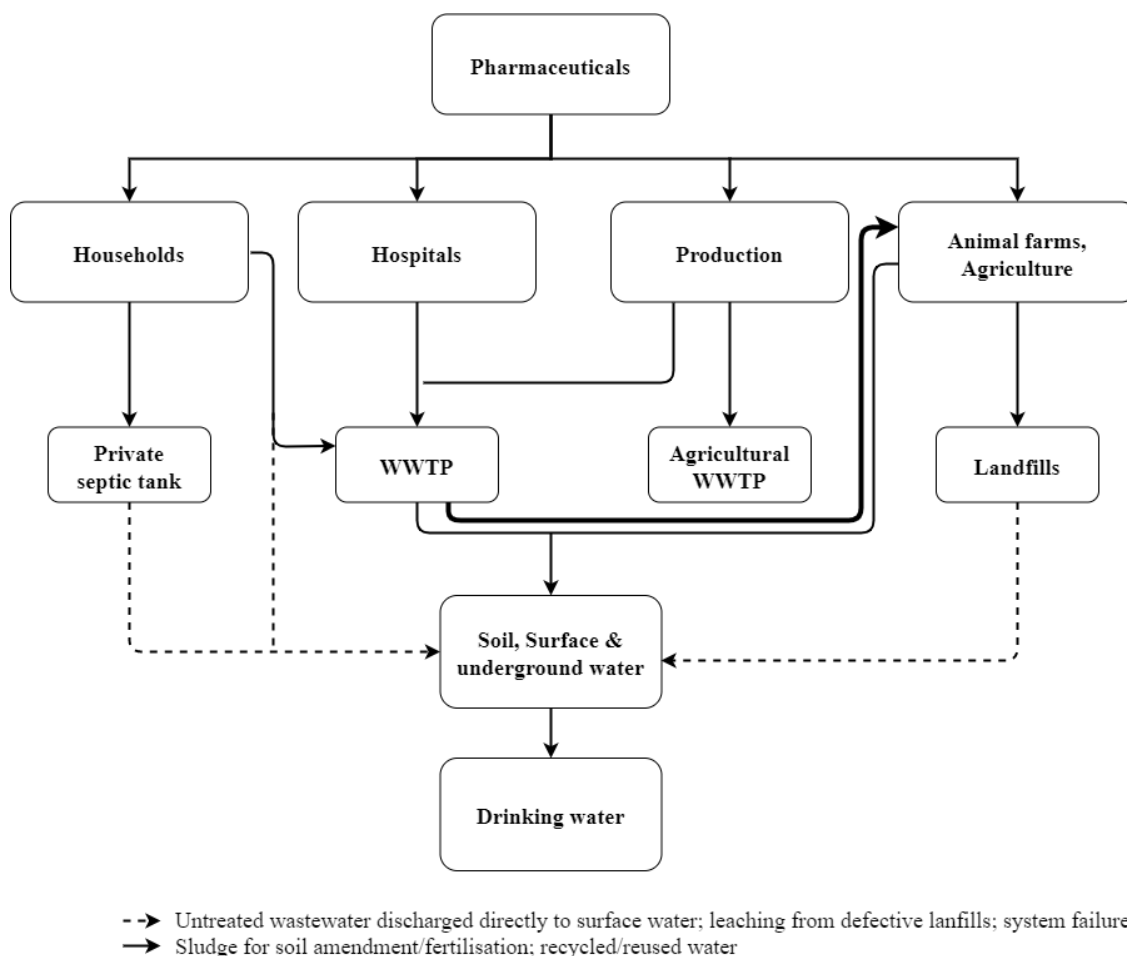 Pharmaceuticals
Households
Hospitals
Production
Animal farms,
Agriculture
Private
septic tank
WWTP
Agricultural
WWTP
Landfills
Soil, Surface &
underground water
Drinking water
Untreated wastewater discharged directly to surface water; leaching from defective lanfills; system failure
Sludge for soil amendment/fertilisation; recycled/reused water